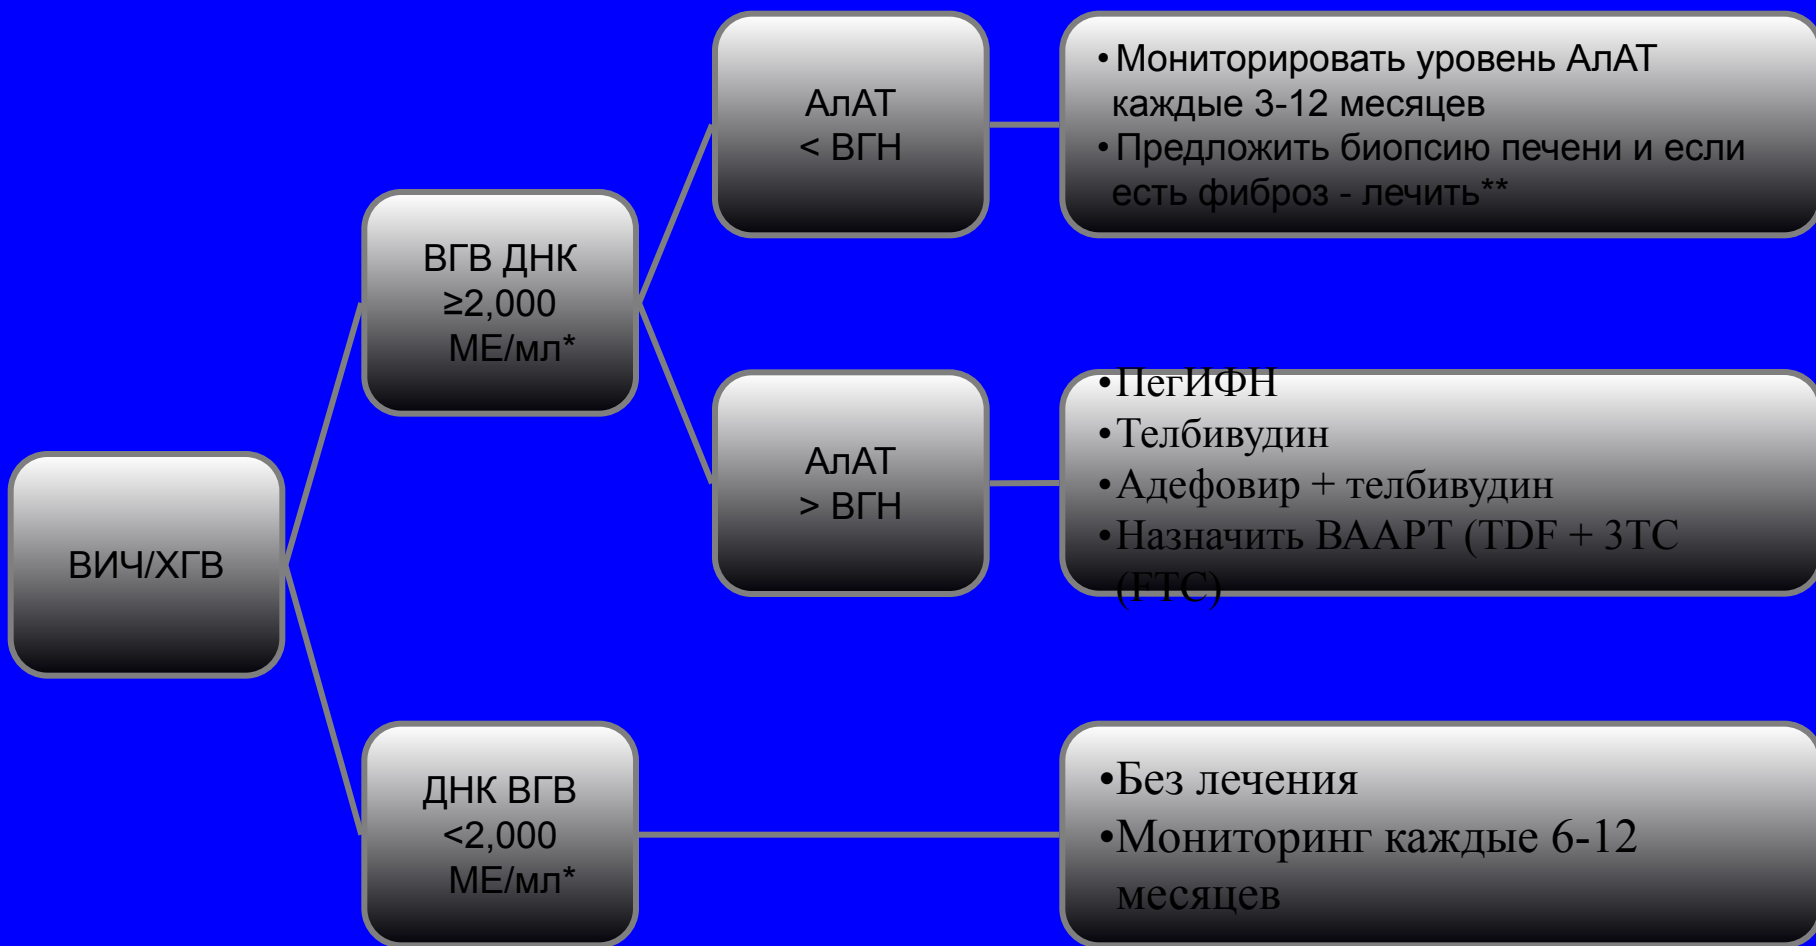 АлАТ
< ВГН
• Мониторировать уровень АлАТ
каждые 3-12 месяцев
• Предложить биопсию печени и если
есть фиброз - лечить**
ВГВ ДНК
≥2,000
МЕ/мл*
АлАТ
> ВГН
•ПегИФН
•Телбивудин
•Адефовир + телбивудин
•Назначить ВААРТ (TDF + 3TC
(FTC)
ВИЧ/ХГВ
ДНК ВГВ
<2,000
МЕ/мл*
•Без лечения
•Мониторинг каждые 6-12
месяцев